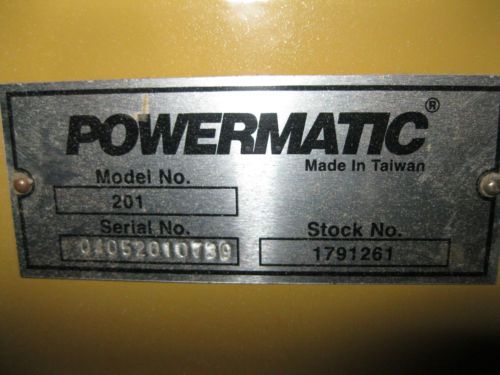 POWERMATIC®
Made In Taiwan
Model No.
201
Serial No.
Stock No.
1791261